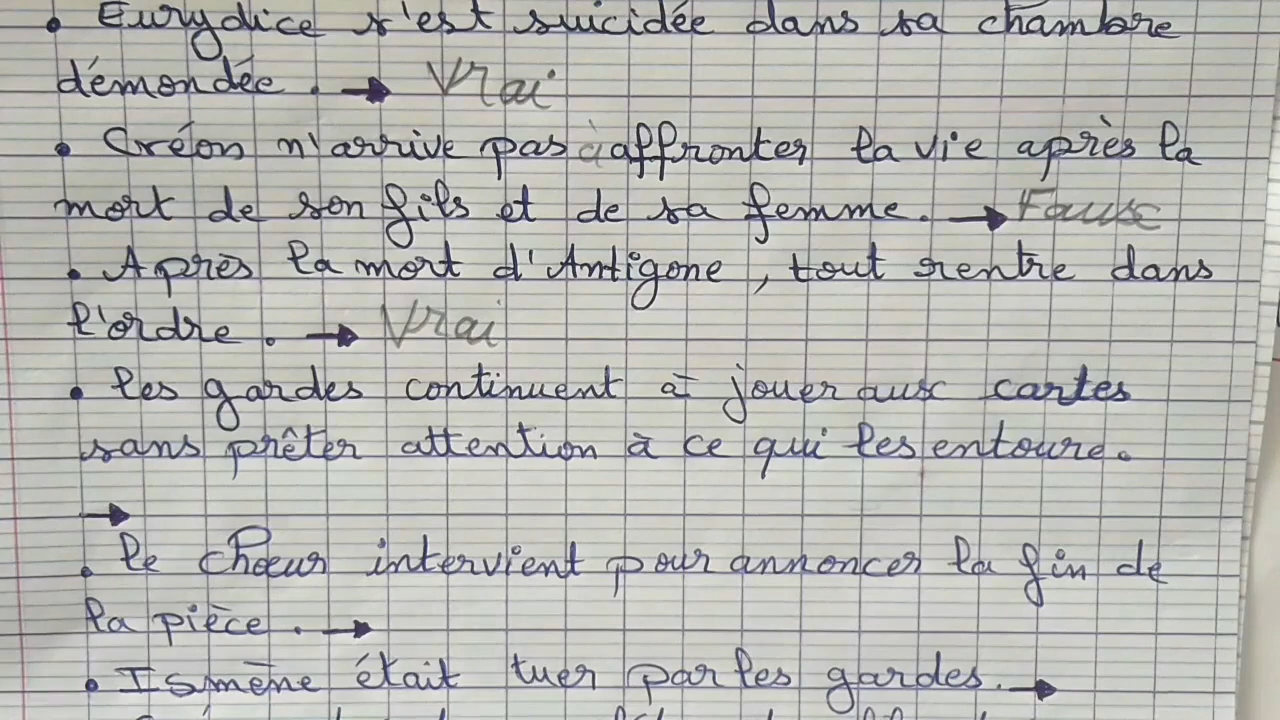 • Eurydice s'est suicidée dans sa chambre
démondée. → Vrai
• Créon n'arrive pas à affronter la vie après la
mort de son fils et de sa femme. → Faux
• Après la mort d'Antigone, tout rentre dans
l'ordre. → Vrai
• les gardes continuent à jouer aux cartes
sans prêter attention à ce qui les entoure.
→
• le chœur intervient pour annoncer la fin de
la pièce. →
• Ismène était tuer par les gardes. →